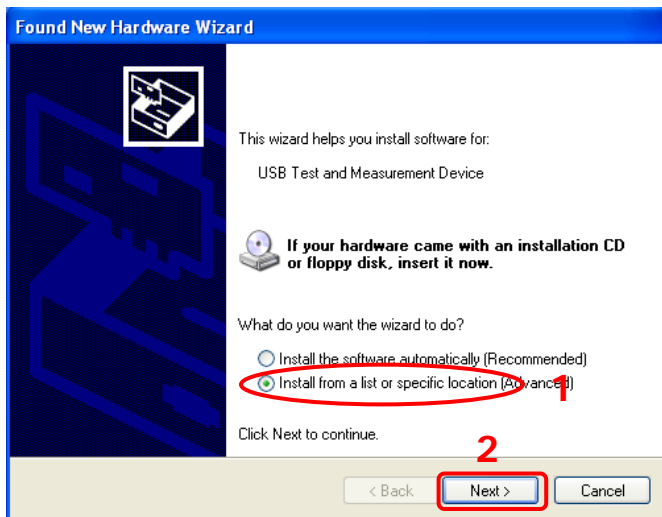 Found New Hardware Wizard
This wizard helps you install software for:
USB Test and Measurement Device
If your hardware came with an installation CD
or floppy disk, insert it now.
What do you want the wizard to do?
Install the software automatically (Recommended)
Install from a list or specific location (Advanced)
1
Click Next to continue.
2
< Back
Next >
Cancel